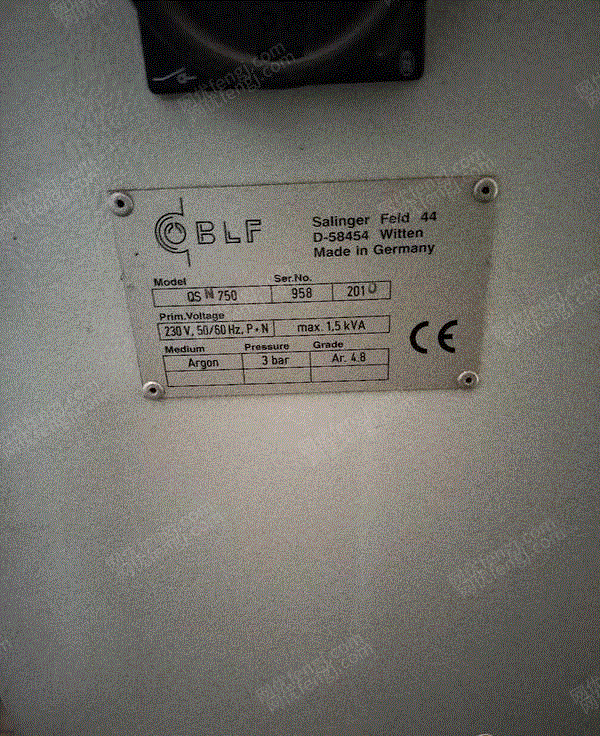 BLF
Salinger Feld 44
D-58454 Witten
Made in Germany
Model Ser.No.
QS N 750 958 2010
Prim.Voltage
230 V, 50/60 Hz, P+N max. 1,5 kVA
Medium Pressure Grade
Argon 3 bar Ar. 4.8
CE